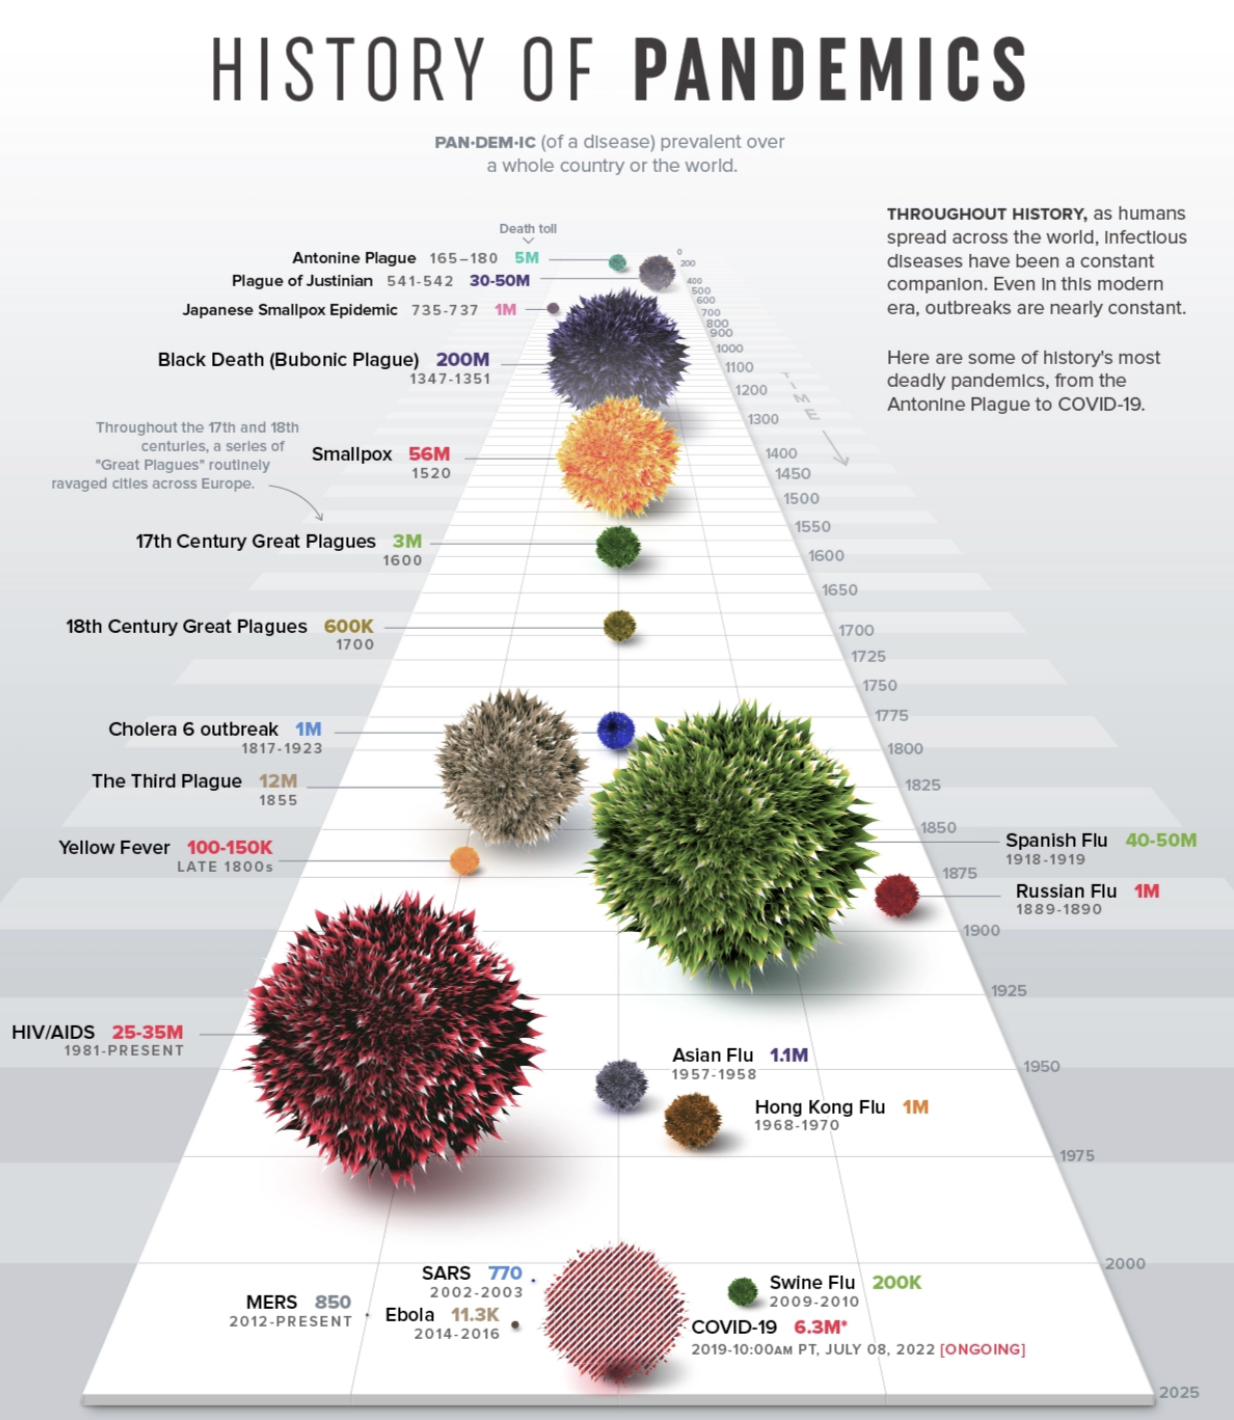 HISTORY OF PANDEMICS
PAN·DEM·IC (of a disease) prevalent over
a whole country or the world.
THROUGHOUT HISTORY, as humans
spread across the world, infectious
diseases have been a constant
companion. Even in this modern
era, outbreaks are nearly constant.
Here are some of history's most
deadly pandemics, from the
Antonine Plague to COVID-19.
Death toll
Antonine Plague 165–180 5M
Plague of Justinian 541-542 30-50M
Japanese Smallpox Epidemic 735-737 1M
Black Death (Bubonic Plague) 200M
1347-1351
Throughout the 17th and 18th
centuries, a series of
"Great Plagues" routinely
ravaged cities across Europe.
Smallpox 56M
1520
17th Century Great Plagues 3M
1600
18th Century Great Plagues 600K
1700
Cholera 6 outbreak 1M
1817-1923
The Third Plague 12M
1855
Yellow Fever 100-150K
LATE 1800s
Spanish Flu 40-50M
1918-1919
Russian Flu 1M
1889-1890
HIV/AIDS 25-35M
1981-PRESENT
Asian Flu 1.1M
1957-1958
Hong Kong Flu 1M
1968-1970
SARS 770
2002-2003
MERS 850
2012-PRESENT
Ebola 11.3K
2014-2016
Swine Flu 200K
2009-2010
COVID-19 6.3M*
2019-10:00AM PT, JULY 08, 2022 [ONGOING]
TIME
0
200
400
500
600
700
800
900
1000
1100
1200
1300
1400
1450
1500
1550
1600
1650
1700
1725
1750
1775
1800
1825
1850
1875
1900
1925
1950
1975
2000
2025